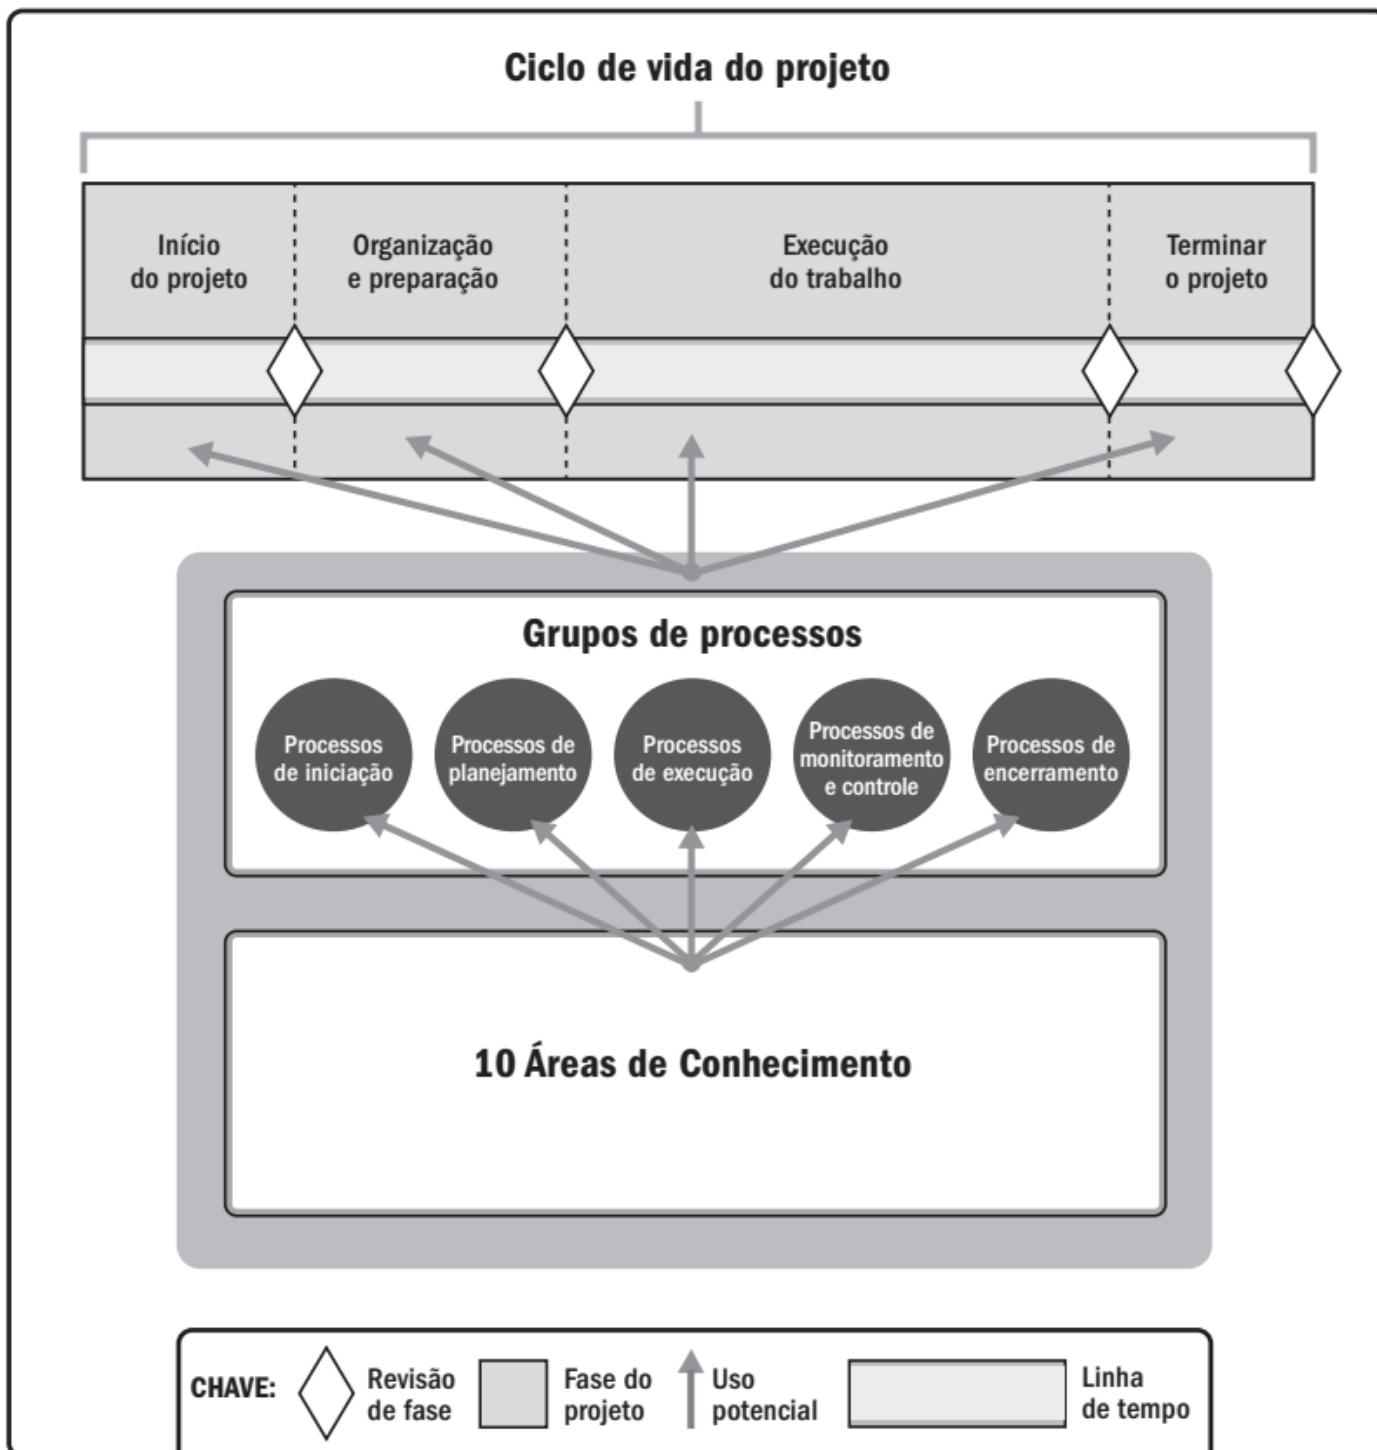 Ciclo de vida do projeto
Início
do projeto
Organização
e preparação
Execução
do trabalho
Terminar
o projeto
Grupos de processos
Processos
de iniciação
Processos de
planejamento
Processos
de execução
Processos de
monitoramento
e controle
Processos de
encerramento
10 Áreas de Conhecimento
CHAVE:
Revisão
de fase
Fase do
projeto
Uso
potencial
Linha
de tempo